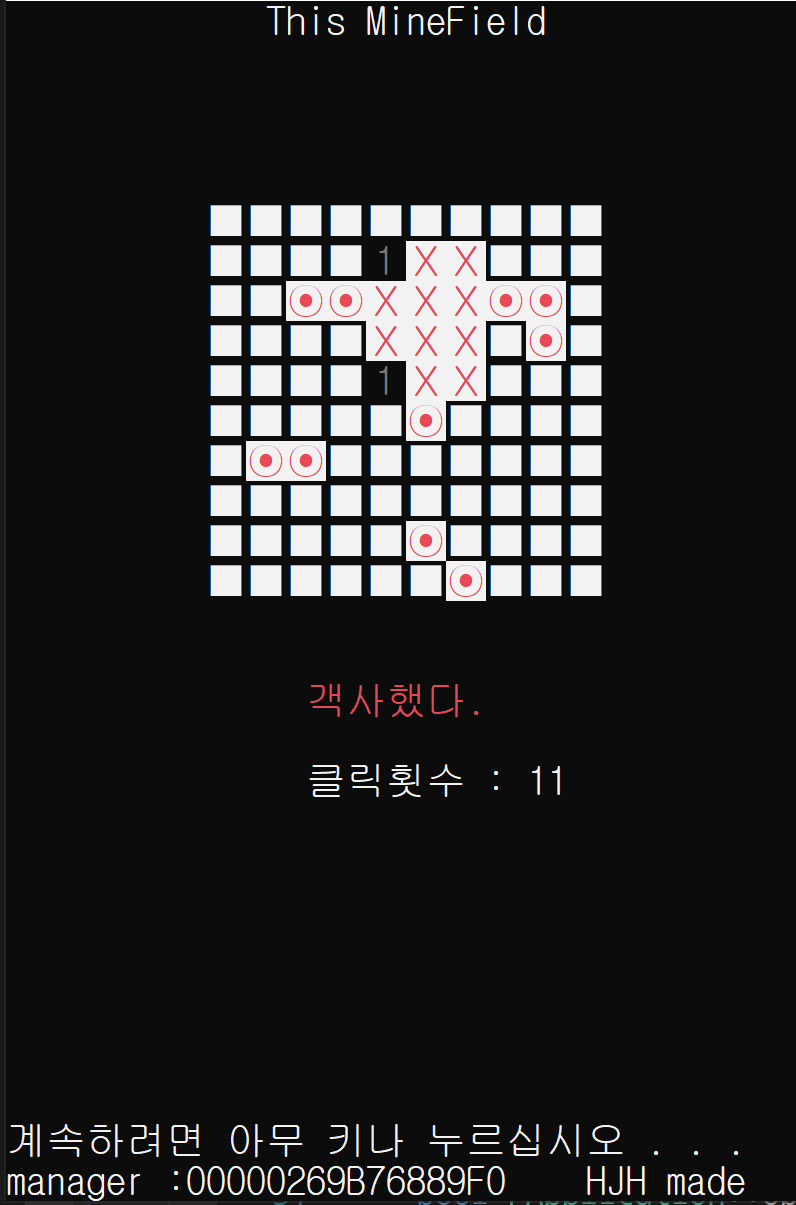 This MineField
1 X X
X X X
X X X
1 X X
객사했다.
클릭횟수 : 11
계속하려면 아무 키나 누르십시오 . . .
manager :00000269B76889F0 HJH made